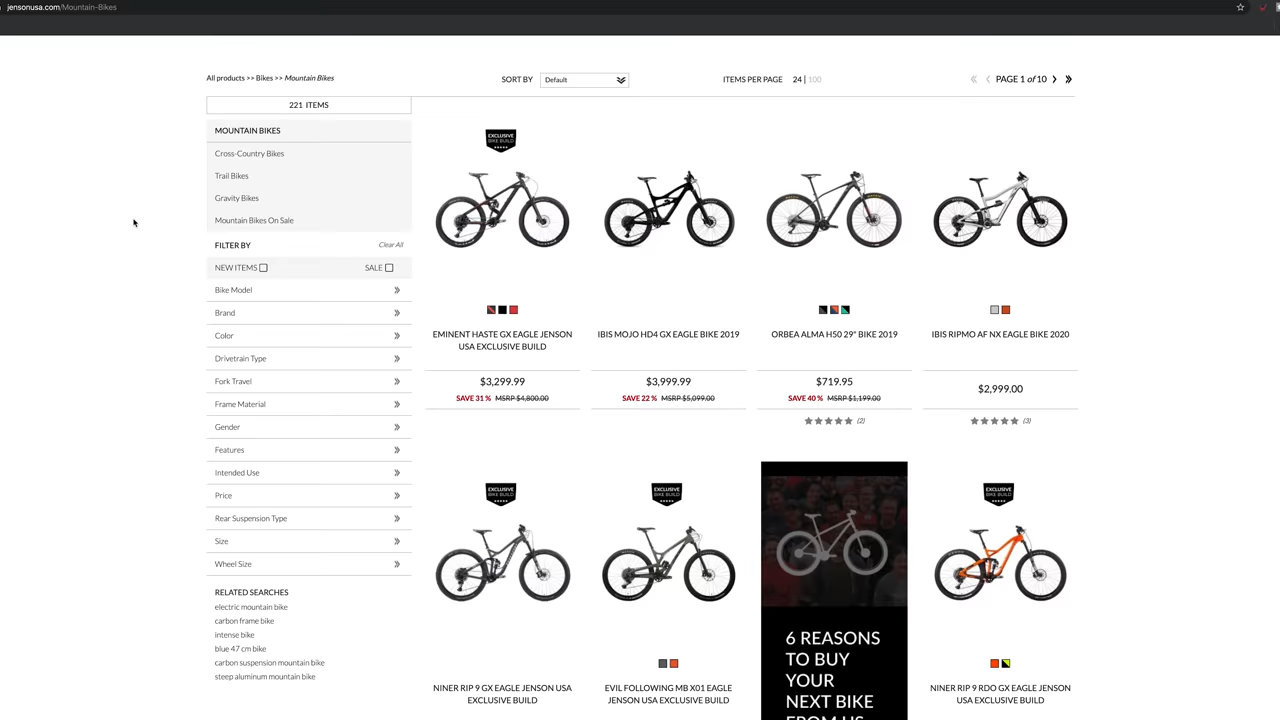 jensonusa.com/Mountain-Bikes
All products >> Bikes >> Mountain Bikes
SORT BY Default
ITEMS PER PAGE 24 | 100
PAGE 1 of 10
221 ITEMS
MOUNTAIN BIKES
Cross-Country Bikes
Trail Bikes
Gravity Bikes
Mountain Bikes On Sale
FILTER BY Clear All
NEW ITEMS SALE
Bike Model
Brand
Color
Drivetrain Type
Fork Travel
Frame Material
Gender
Features
Intended Use
Price
Rear Suspension Type
Size
Wheel Size
RELATED SEARCHES
electric mountain bike
carbon frame bike
intense bike
blue 47 cm bike
carbon suspension mountain bike
steep aluminum mountain bike
EXCLUSIVE
BIKE BUILD
EMINENT HASTE GX EAGLE JENSON
USA EXCLUSIVE BUILD
$3,299.99
SAVE 31 % MSRP $4,800.00
IBIS MOJO HD4 GX EAGLE BIKE 2019
$3,999.99
SAVE 22 % MSRP $5,099.00
ORBEA ALMA H50 29" BIKE 2019
$719.95
SAVE 40 % MSRP $1,199.00
(2)
IBIS RIPMO AF NX EAGLE BIKE 2020
$2,999.00
(3)
EXCLUSIVE
BIKE BUILD
NINER RIP 9 GX EAGLE JENSON USA
EXCLUSIVE BUILD
EXCLUSIVE
BIKE BUILD
EVIL FOLLOWING MB X01 EAGLE
JENSON USA EXCLUSIVE BUILD
6 REASONS
TO BUY
YOUR
NEXT BIKE
FROM US
EXCLUSIVE
BIKE BUILD
NINER RIP 9 RDO GX EAGLE JENSON
USA EXCLUSIVE BUILD